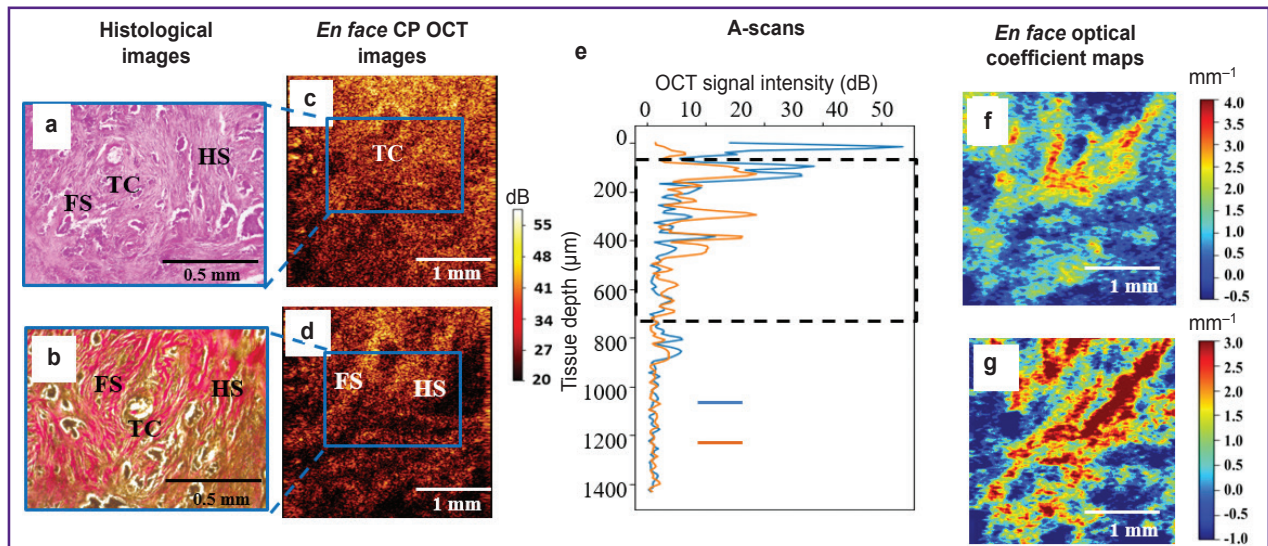 Histological
images
En face CP OCT
images
e
A-scans
En face optical
coefficient maps
a
HS
TC
FS
0.5 mm
b
FS
HS
TC
0.5 mm
c
TC
1 mm
d
FS
HS
1 mm
dB
55
48
41
34
27
20
OCT signal intensity (dB)
0 10 20 30 40 50
Tissue depth (µm)
0
200
400
600
800
1000
1200
1400
f
1 mm
mm⁻¹
4.0
3.5
3.0
2.5
2.0
1.5
1.0
0.5
0.0
-0.5
g
1 mm
mm⁻¹
3.0
2.5
2.0
1.5
1.0
0.5
0.0
-0.5
-1.0